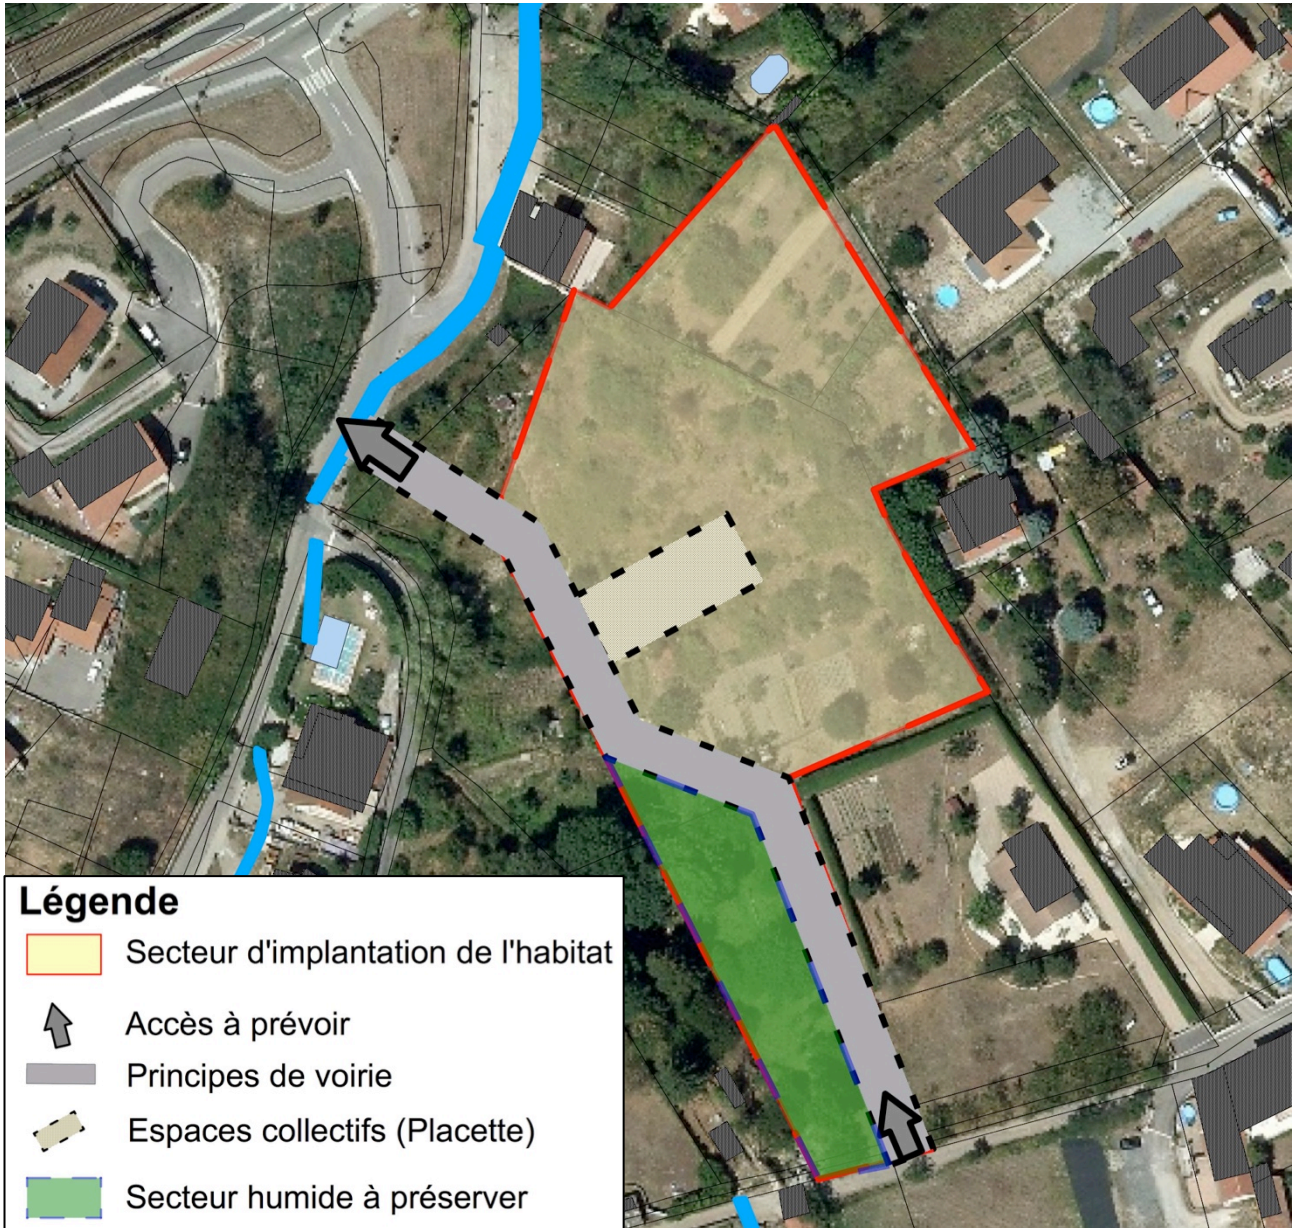 Légende
Secteur d'implantation de l'habitat
Accès à prévoir
Principes de voirie
Espaces collectifs (Placette)
Secteur humide à préserver